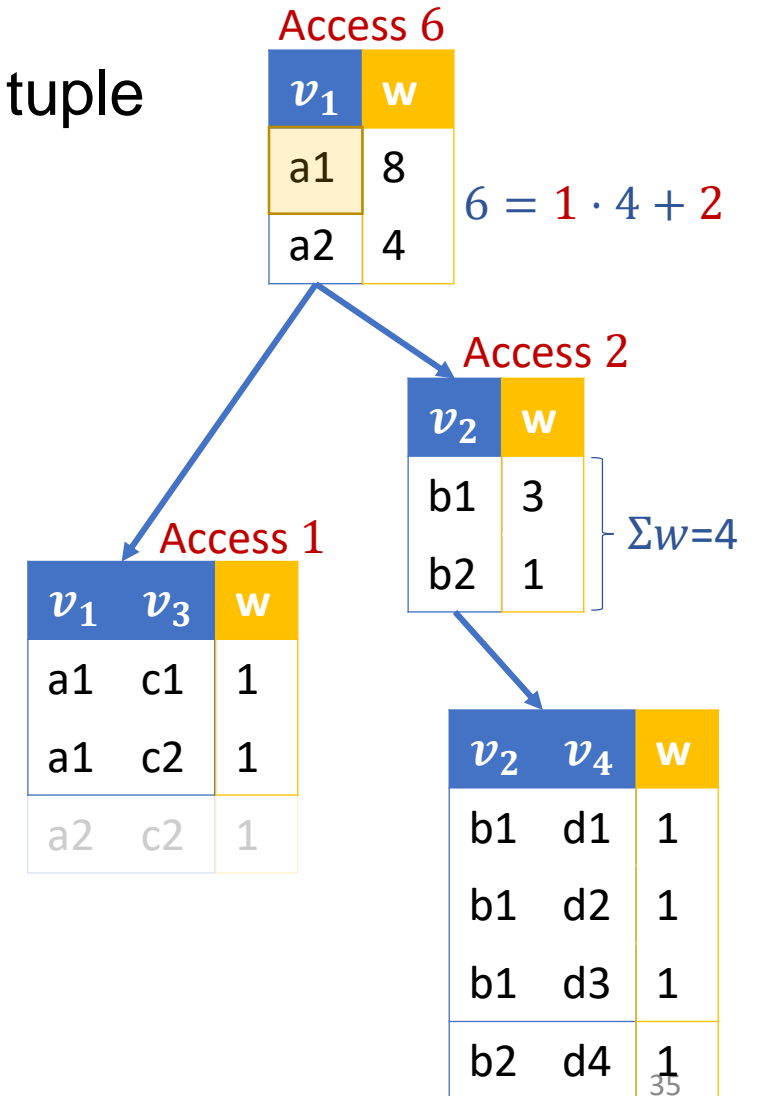 Access 6
tuple
𝑣₁ w
a1 8
a2 4
6 = 1 · 4 + 2
Access 2
𝑣₂ w
b1 3
b2 1
Σ𝑤=4
Access 1
𝑣₁ 𝑣₃ w
a1 c1 1
a1 c2 1
a2 c2 1
𝑣₂ 𝑣₄ w
b1 d1 1
b1 d2 1
b1 d3 1
b2 d4 1
35